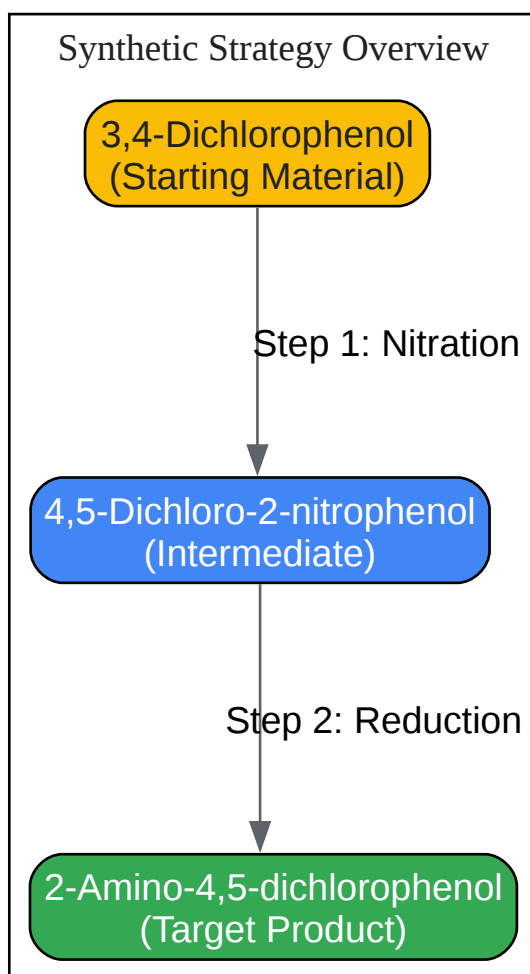 Synthetic Strategy Overview
3,4-Dichlorophenol
(Starting Material)
Step 1: Nitration
4,5-Dichloro-2-nitrophenol
(Intermediate)
Step 2: Reduction
2-Amino-4,5-dichlorophenol
(Target Product)